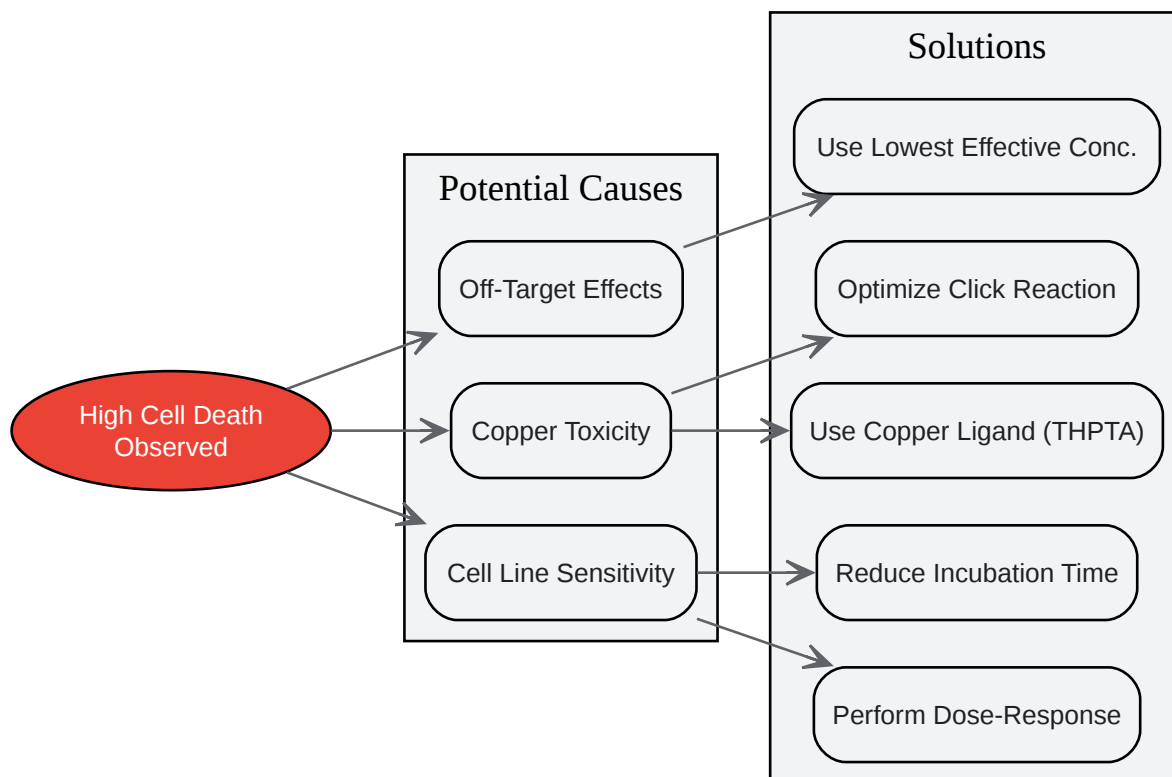 High Cell Death
Observed
Potential Causes
Off-Target Effects
Copper Toxicity
Cell Line Sensitivity
Solutions
Use Lowest Effective Conc.
Optimize Click Reaction
Use Copper Ligand (THPTA)
Reduce Incubation Time
Perform Dose-Response